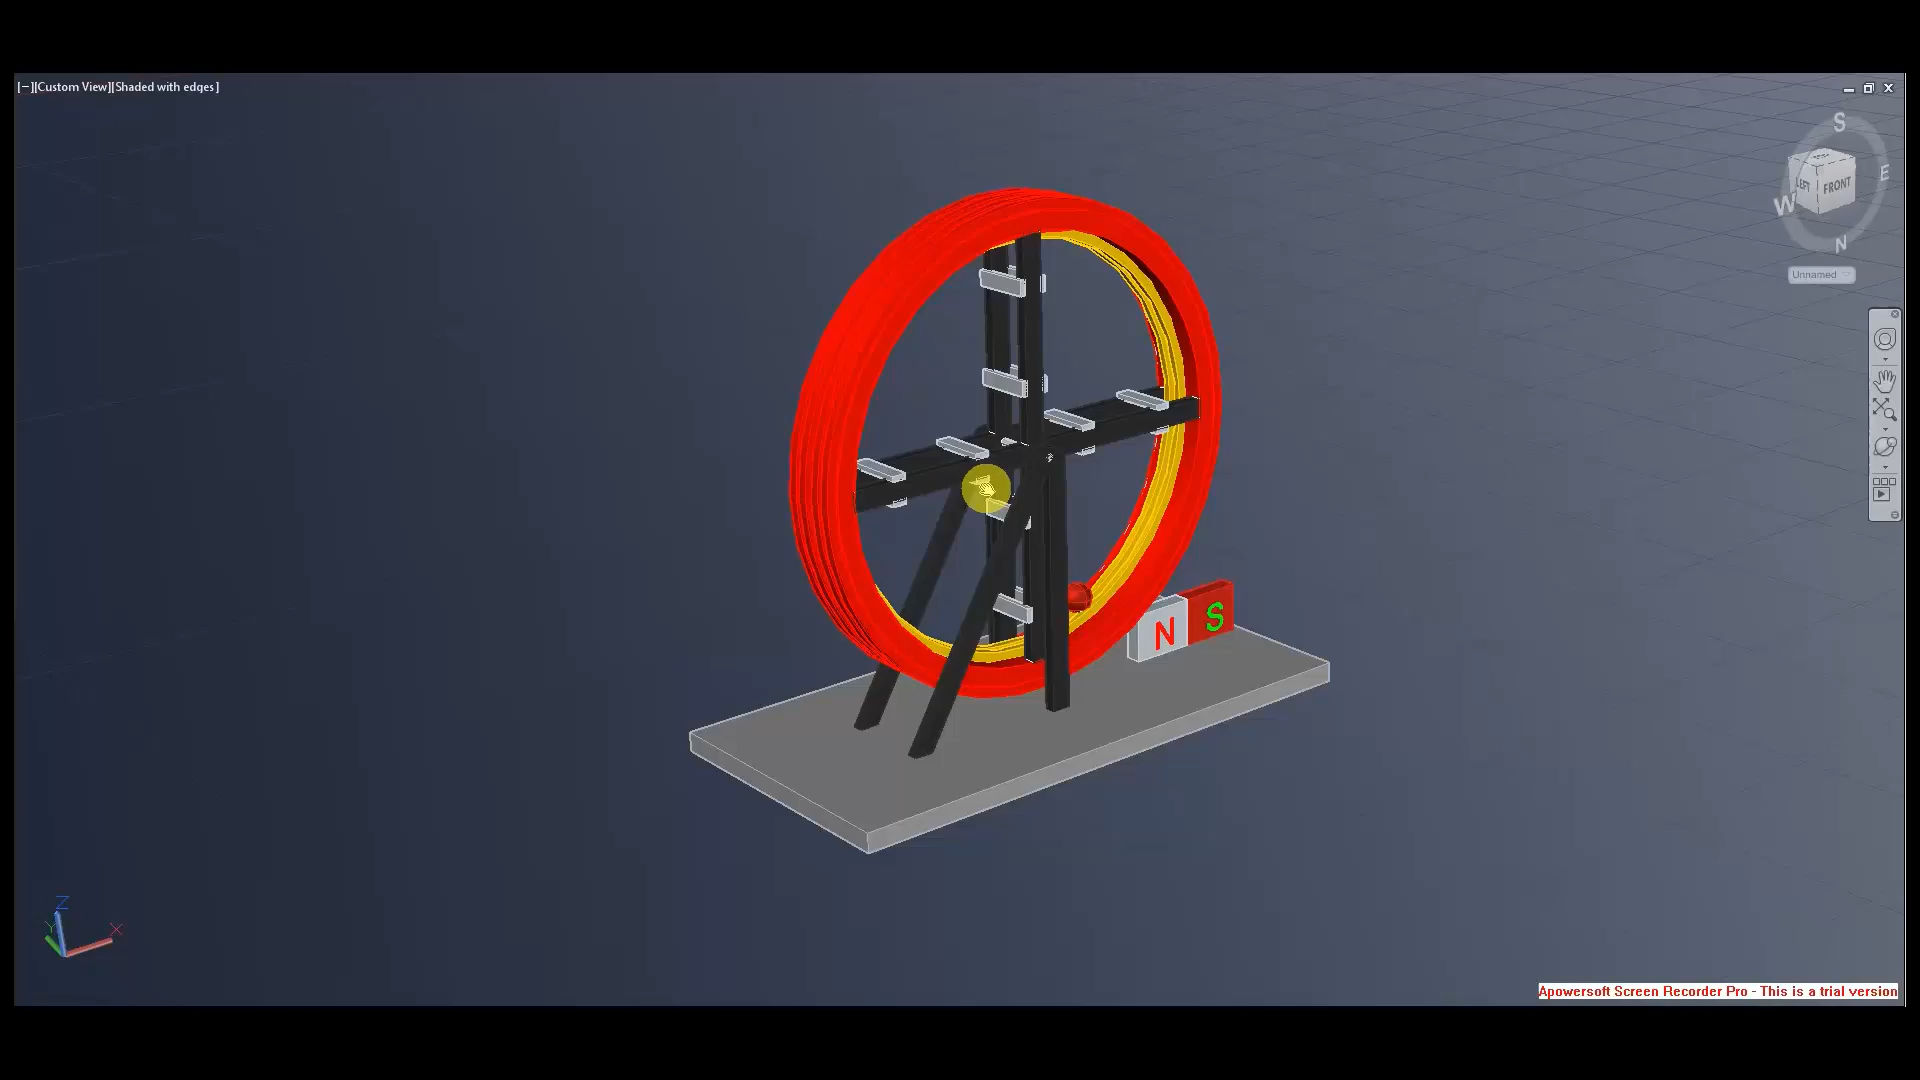 [−][Custom View][Shaded with edges]
S
E
LEFT
FRONT
W
N
Unnamed
N
S
Z
Y
X
Apowersoft Screen Recorder Pro - This is a trial version